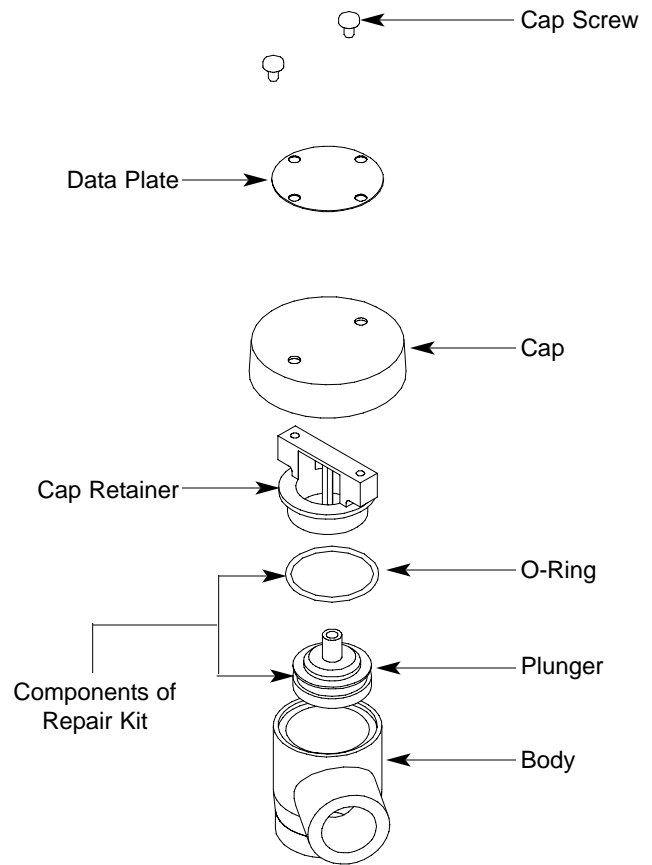 Cap Screw
Data Plate
Cap
Cap Retainer
O-Ring
Plunger
Components of
Repair Kit
Body